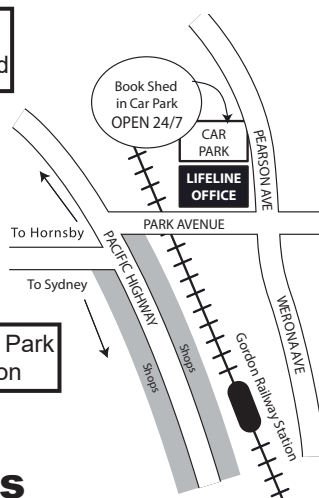 d
Book Shed
in Car Park
OPEN 24/7
CAR
PARK
LIFELINE
OFFICE
PEARSON AVE
PARK AVENUE
To Hornsby
PACIFIC HIGHWAY
To Sydney
WERONA AVE
Shops
Shops
Gordon Railway Station
Park
on
s